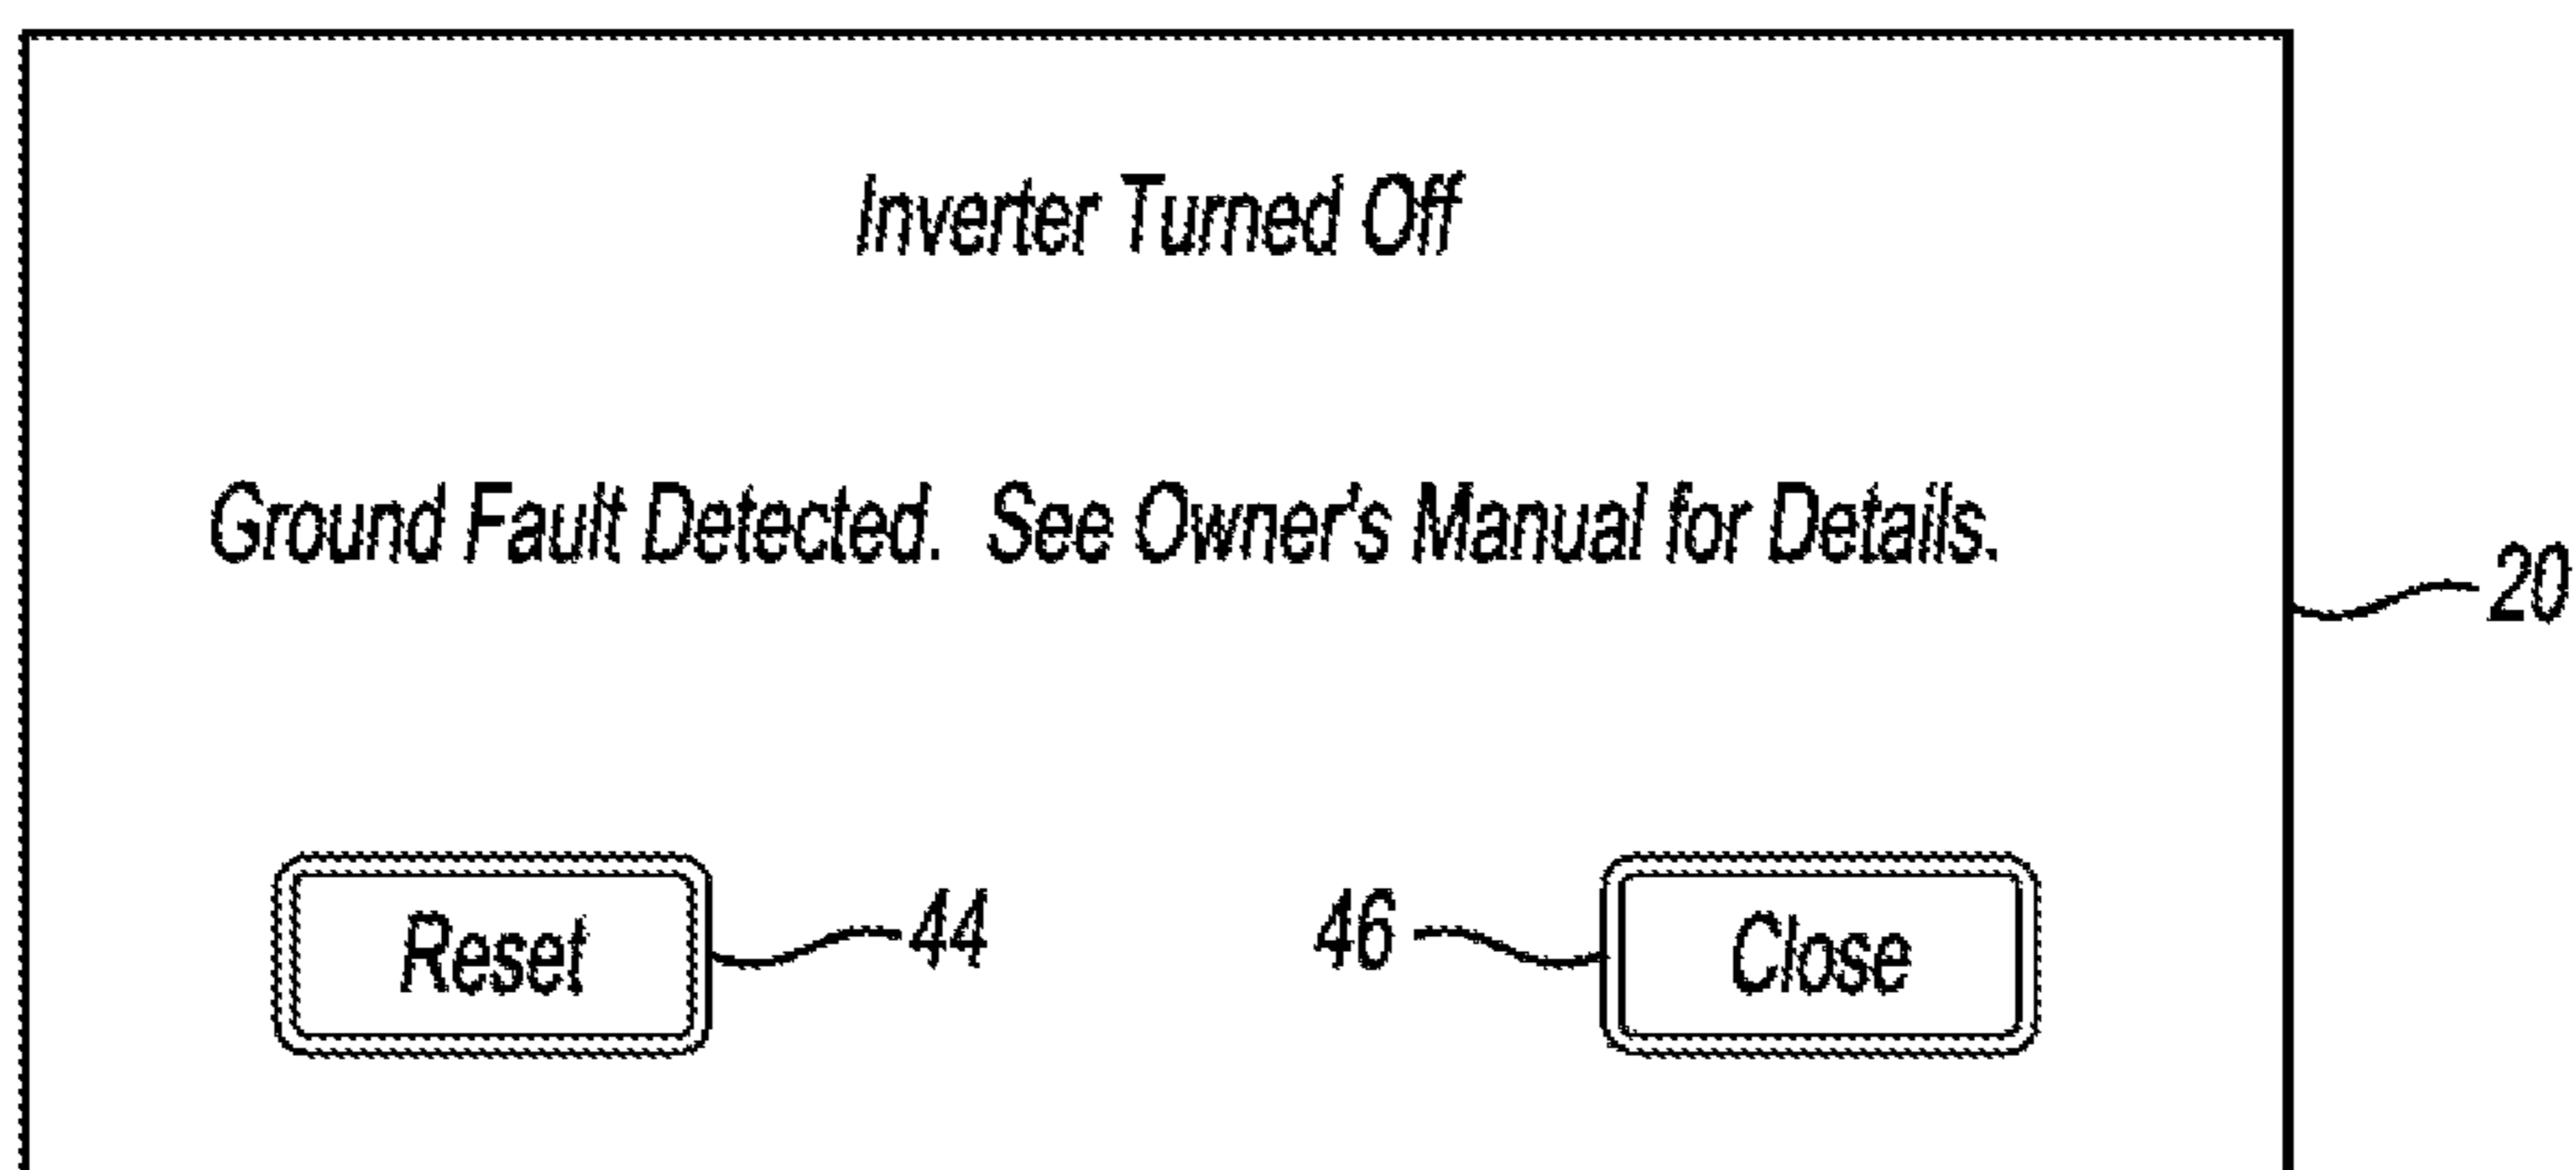 Inverter Turned Off
Ground Fault Detected. See Owner's Manual for Details.
20
Reset 44 46 Close